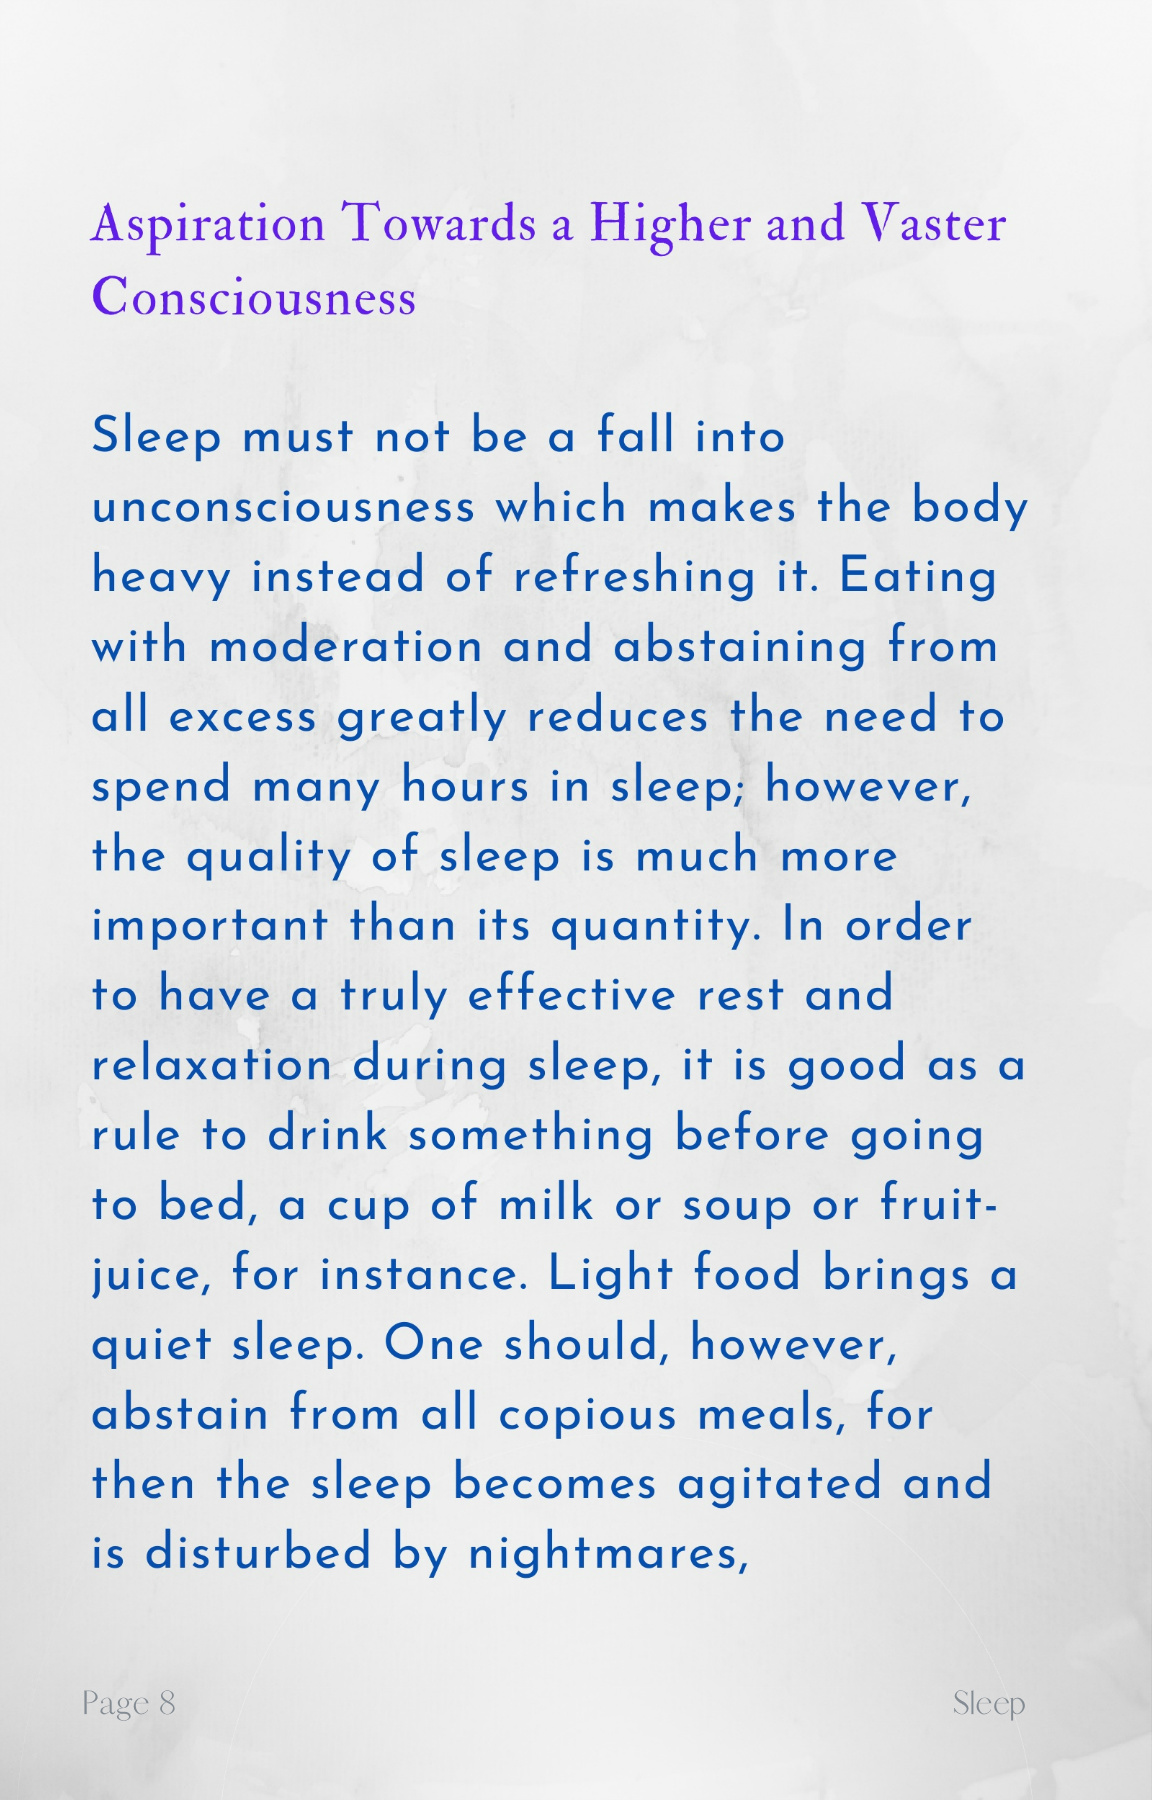 Aspiration Towards a Higher and Vaster
Consciousness
Sleep must not be a fall into
unconsciousness which makes the body
heavy instead of refreshing it. Eating
with moderation and abstaining from
all excess greatly reduces the need to
spend many hours in sleep; however,
the quality of sleep is much more
important than its quantity. In order
to have a truly effective rest and
relaxation during sleep, it is good as a
rule to drink something before going
to bed, a cup of milk or soup or fruit-
juice, for instance. Light food brings a
quiet sleep. One should, however,
abstain from all copious meals, for
then the sleep becomes agitated and
is disturbed by nightmares,
Page 8
Sleep